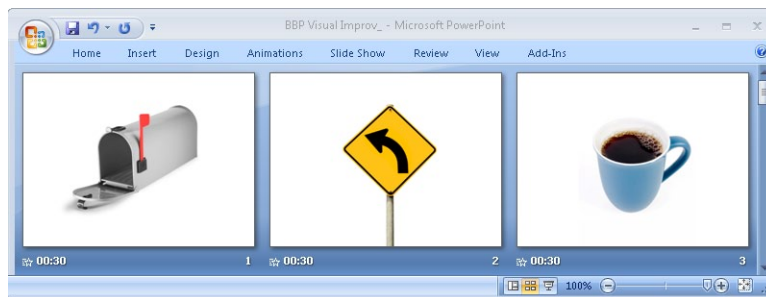 BBP Visual Improv_ - Microsoft PowerPoint
Home Insert Design Animations Slide Show Review View Add-Ins
00:30 1 00:30 2 00:30 3
100%